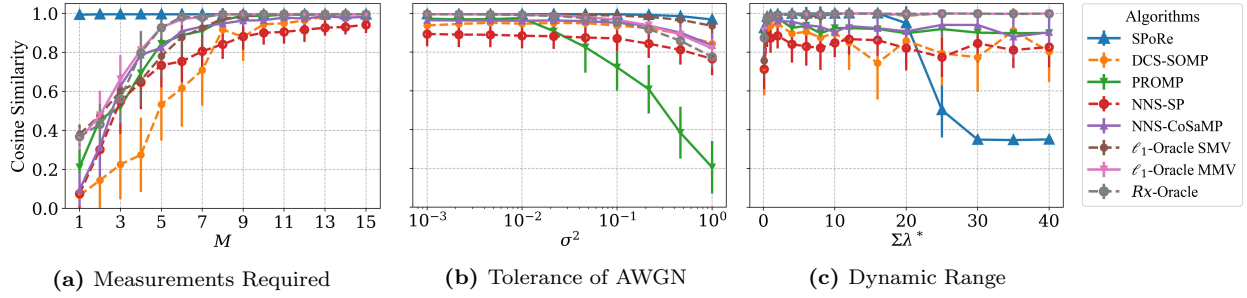 Cosine Similarity
1.0
0.8
0.6
0.4
0.2
0.0
1 3 5 7 9 11 13 15
M
(a) Measurements Required
10⁻³ 10⁻² 10⁻¹ 10⁰
σ²
(b) Tolerance of AWGN
0 10 20 30 40
Σλ*
(c) Dynamic Range
Algorithms
SPoRe
DCS-SOMP
PROMP
NNS-SP
NNS-CoSaMP
ℓ₁-Oracle SMV
ℓ₁-Oracle MMV
Rx-Oracle